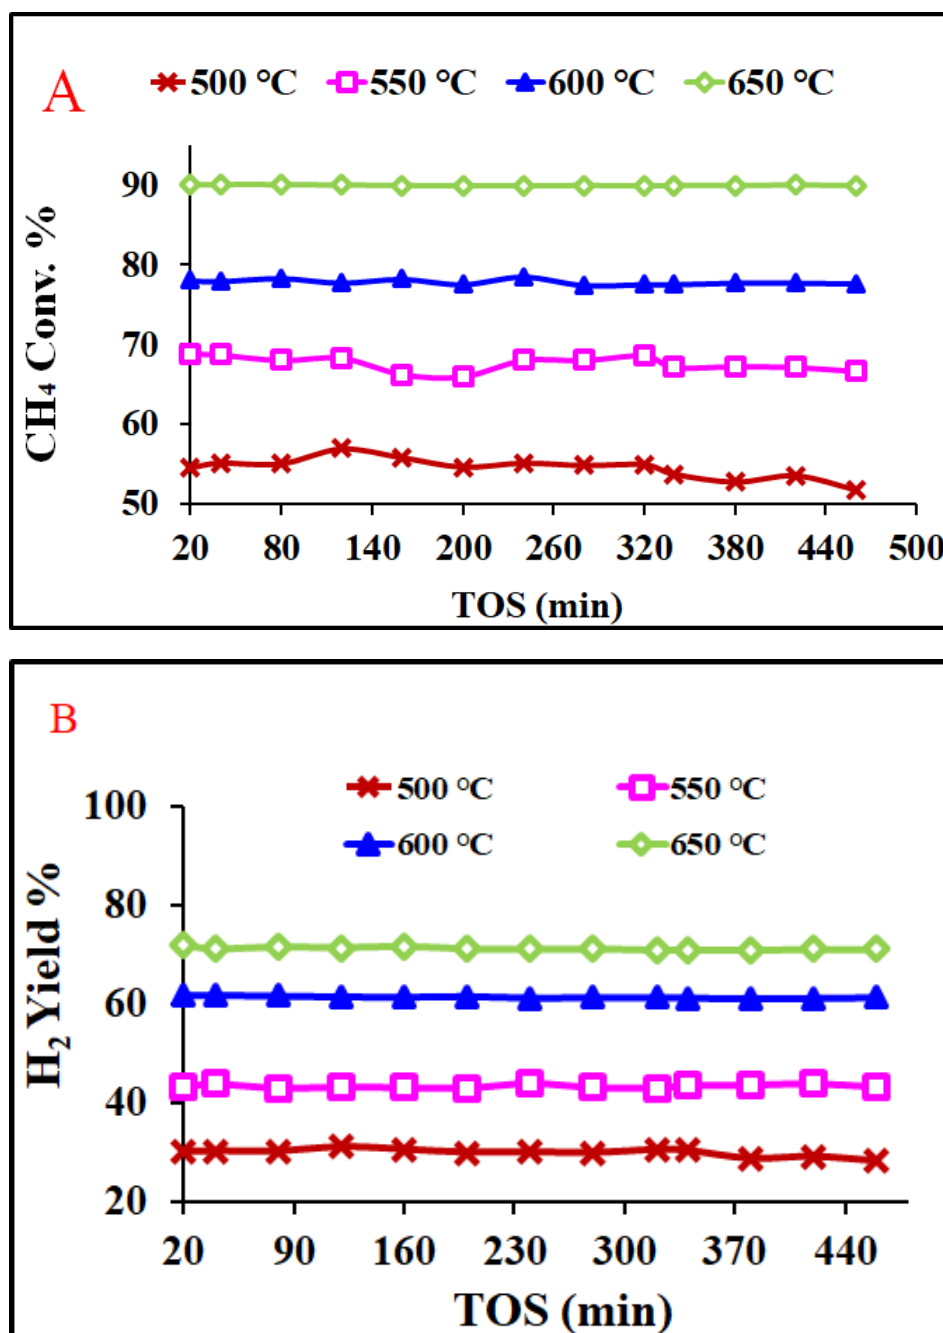 A
500 °C 550 °C 600 °C 650 °C
CH₄ Conv. %
90
80
70
60
50
20 80 140 200 260 320 380 440 500
TOS (min)
B
500 °C 550 °C
600 °C 650 °C
H₂ Yield %
100
80
60
40
20
20 90 160 230 300 370 440
TOS (min)